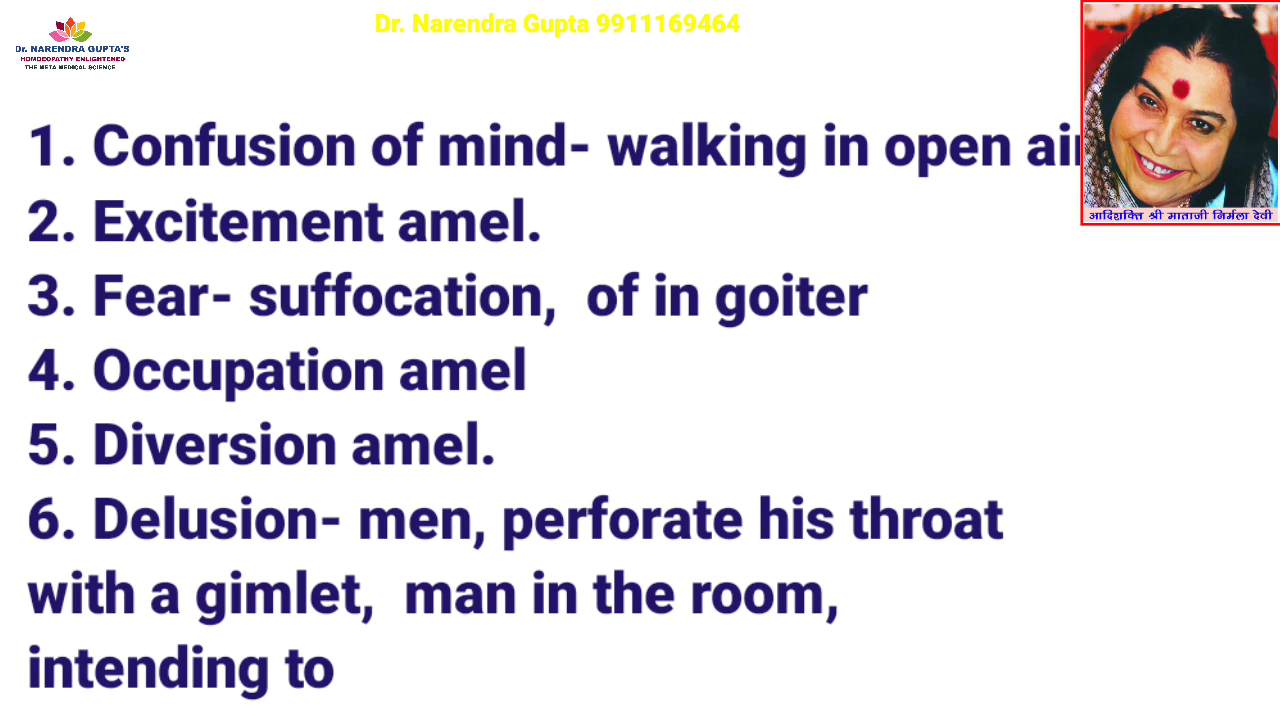 Dr. NARENDRA GUPTA'S
HOMOEOPATHY ENLIGHTENED
THE META MEDICAL SCIENCE
Dr. Narendra Gupta 9911169464
1. Confusion of mind- walking in open air
2. Excitement amel.
3. Fear- suffocation, of in goiter
4. Occupation amel
5. Diversion amel.
6. Delusion- men, perforate his throat
with a gimlet, man in the room,
intending to
आदिशक्ति श्री माताजी निर्मला देवी